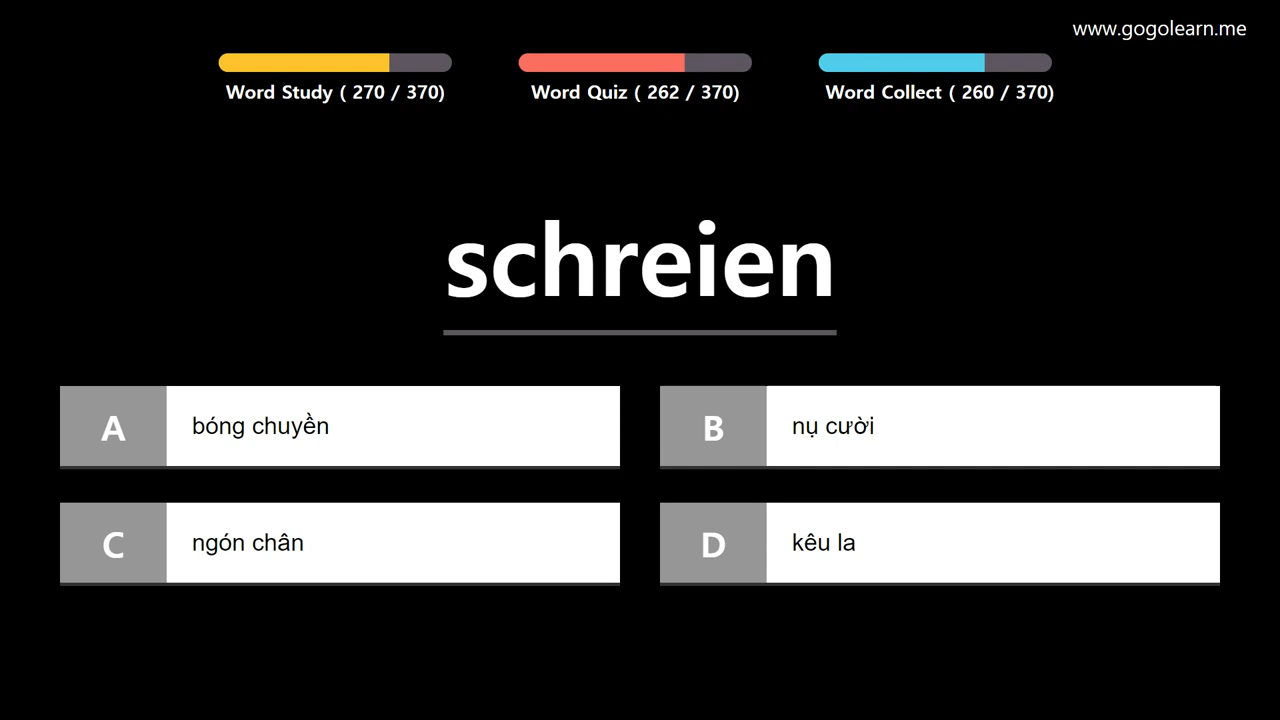 www.gogolearn.me
Word Study ( 270 / 370)
Word Quiz ( 262 / 370)
Word Collect ( 260 / 370)
schreien
A bóng chuyền
B nụ cười
C ngón chân
D kêu la